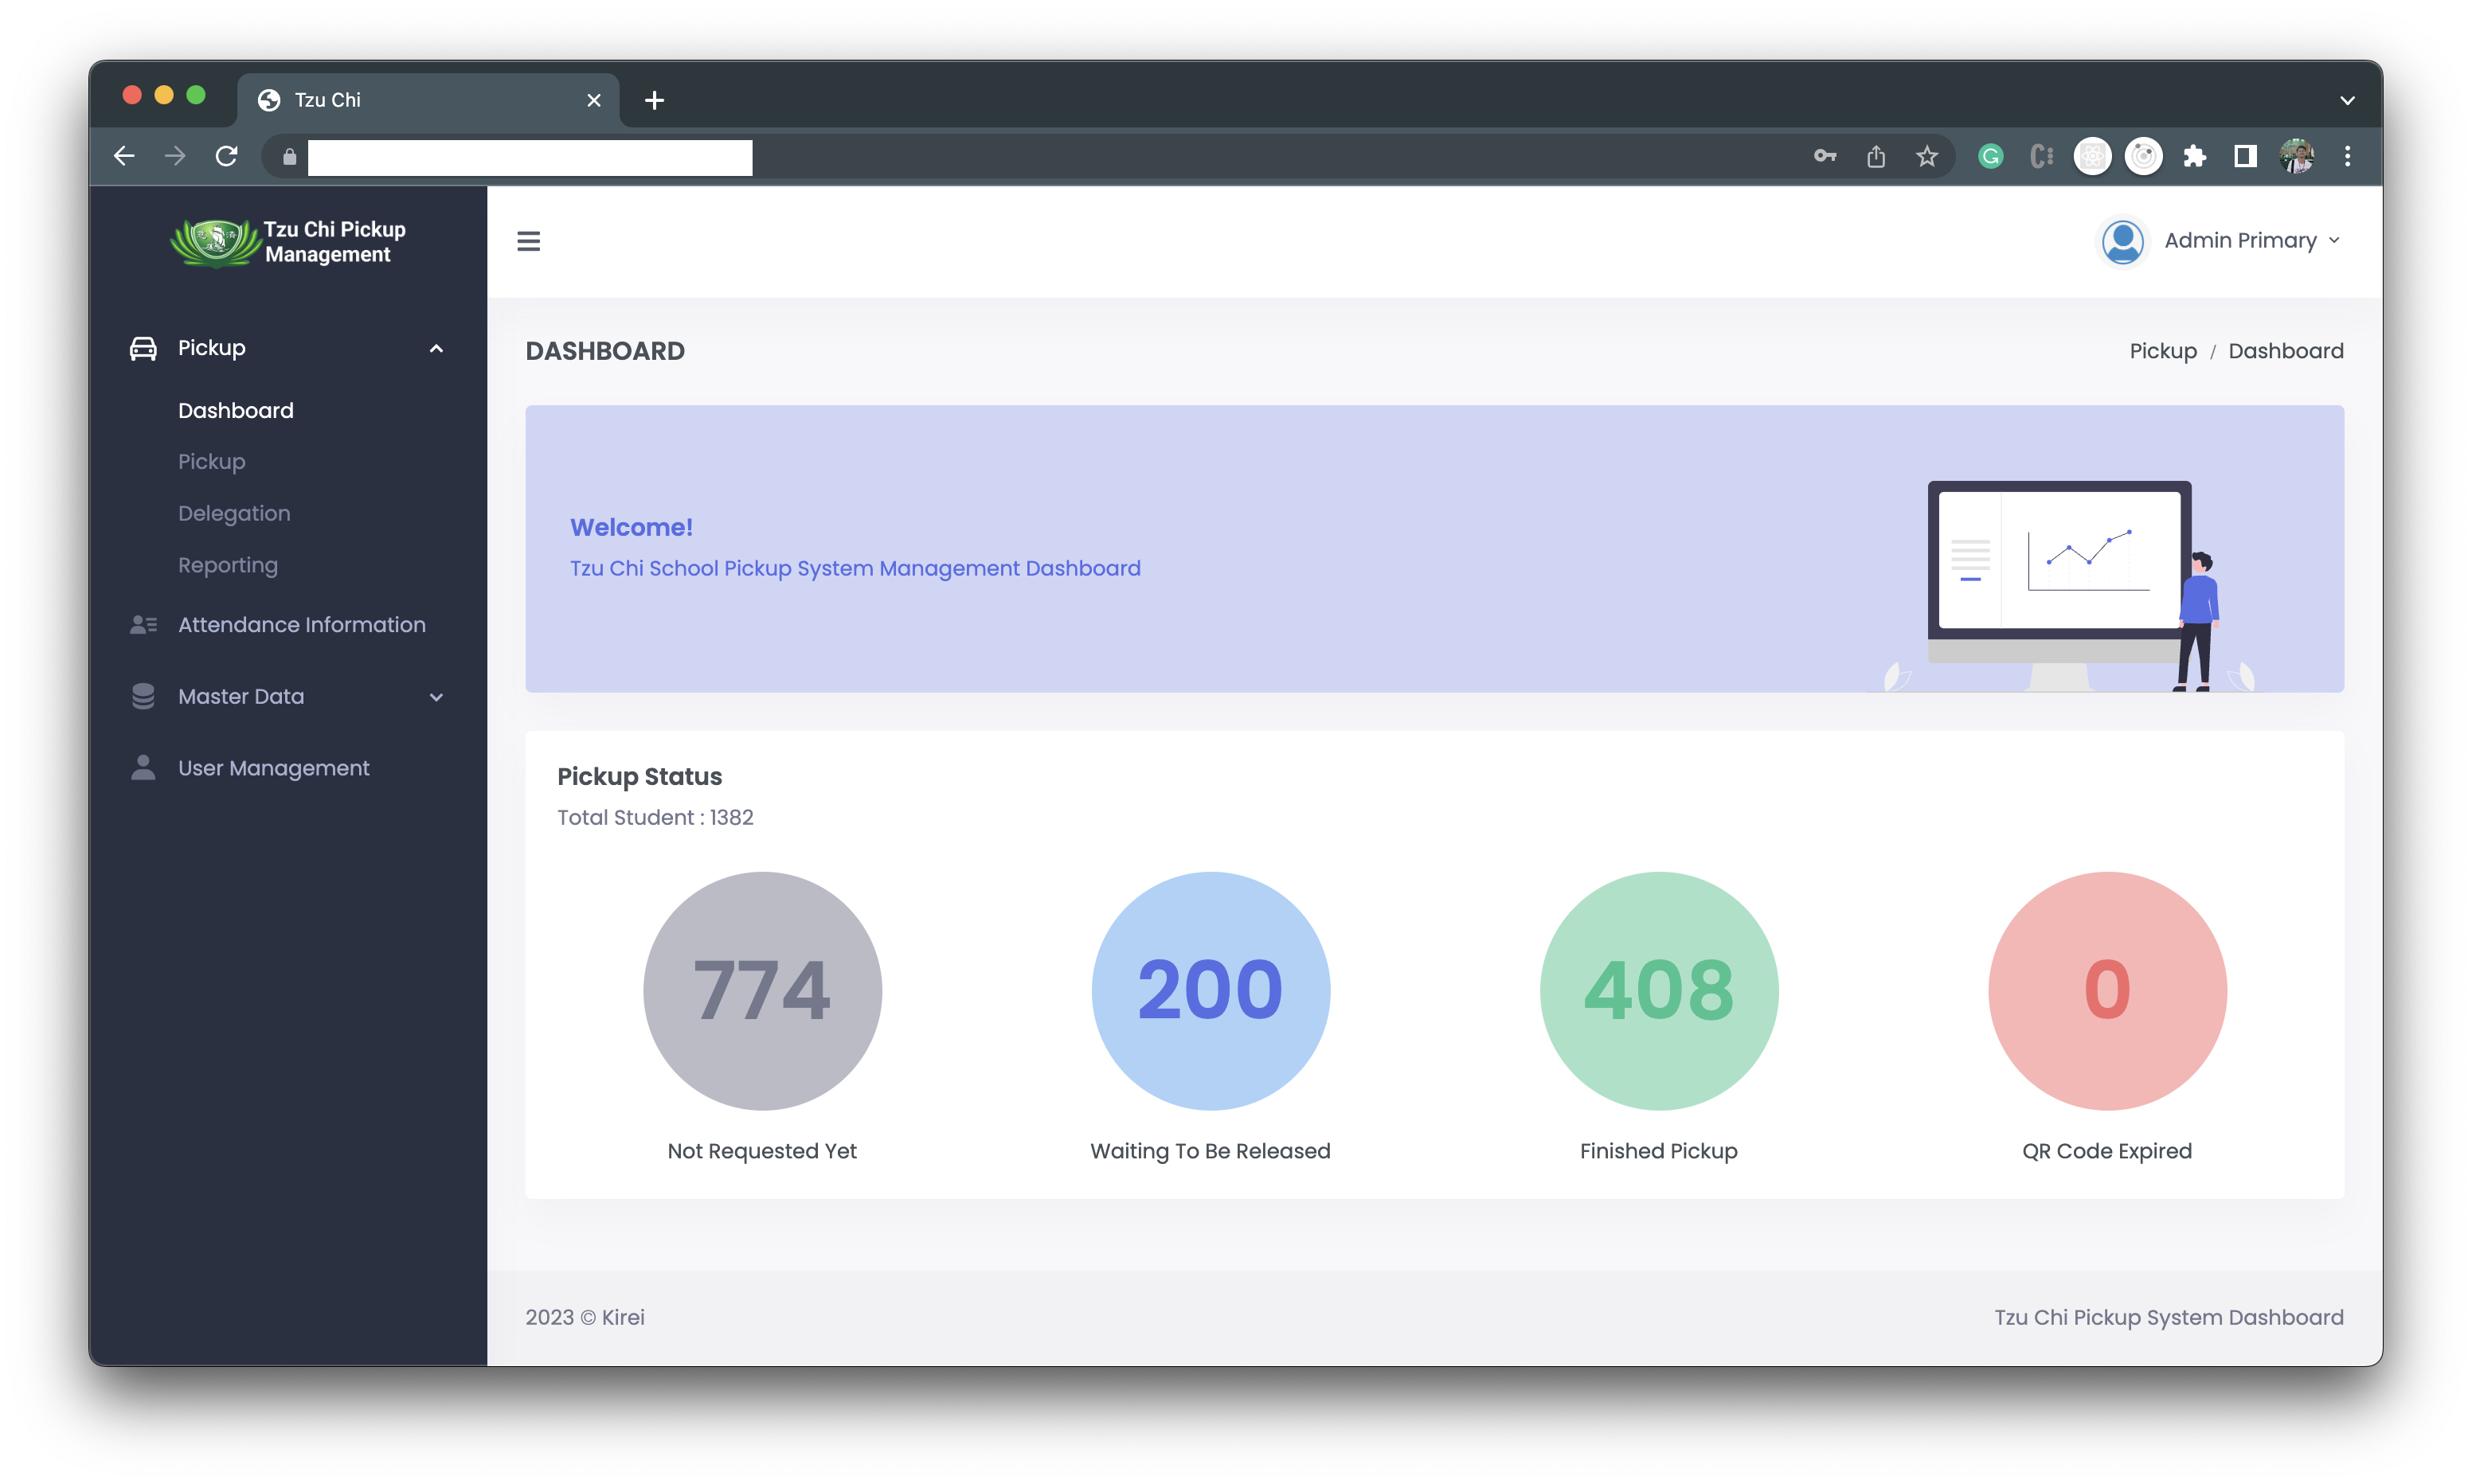 Tzu Chi
Tzu Chi Pickup
Management
Admin Primary
Pickup
Dashboard
Pickup
Delegation
Reporting
Attendance Information
Master Data
User Management
DASHBOARD
Pickup / Dashboard
Welcome!
Tzu Chi School Pickup System Management Dashboard
Pickup Status
Total Student : 1382
774
200
408
0
Not Requested Yet
Waiting To Be Released
Finished Pickup
QR Code Expired
2023 © Kirei
Tzu Chi Pickup System Dashboard